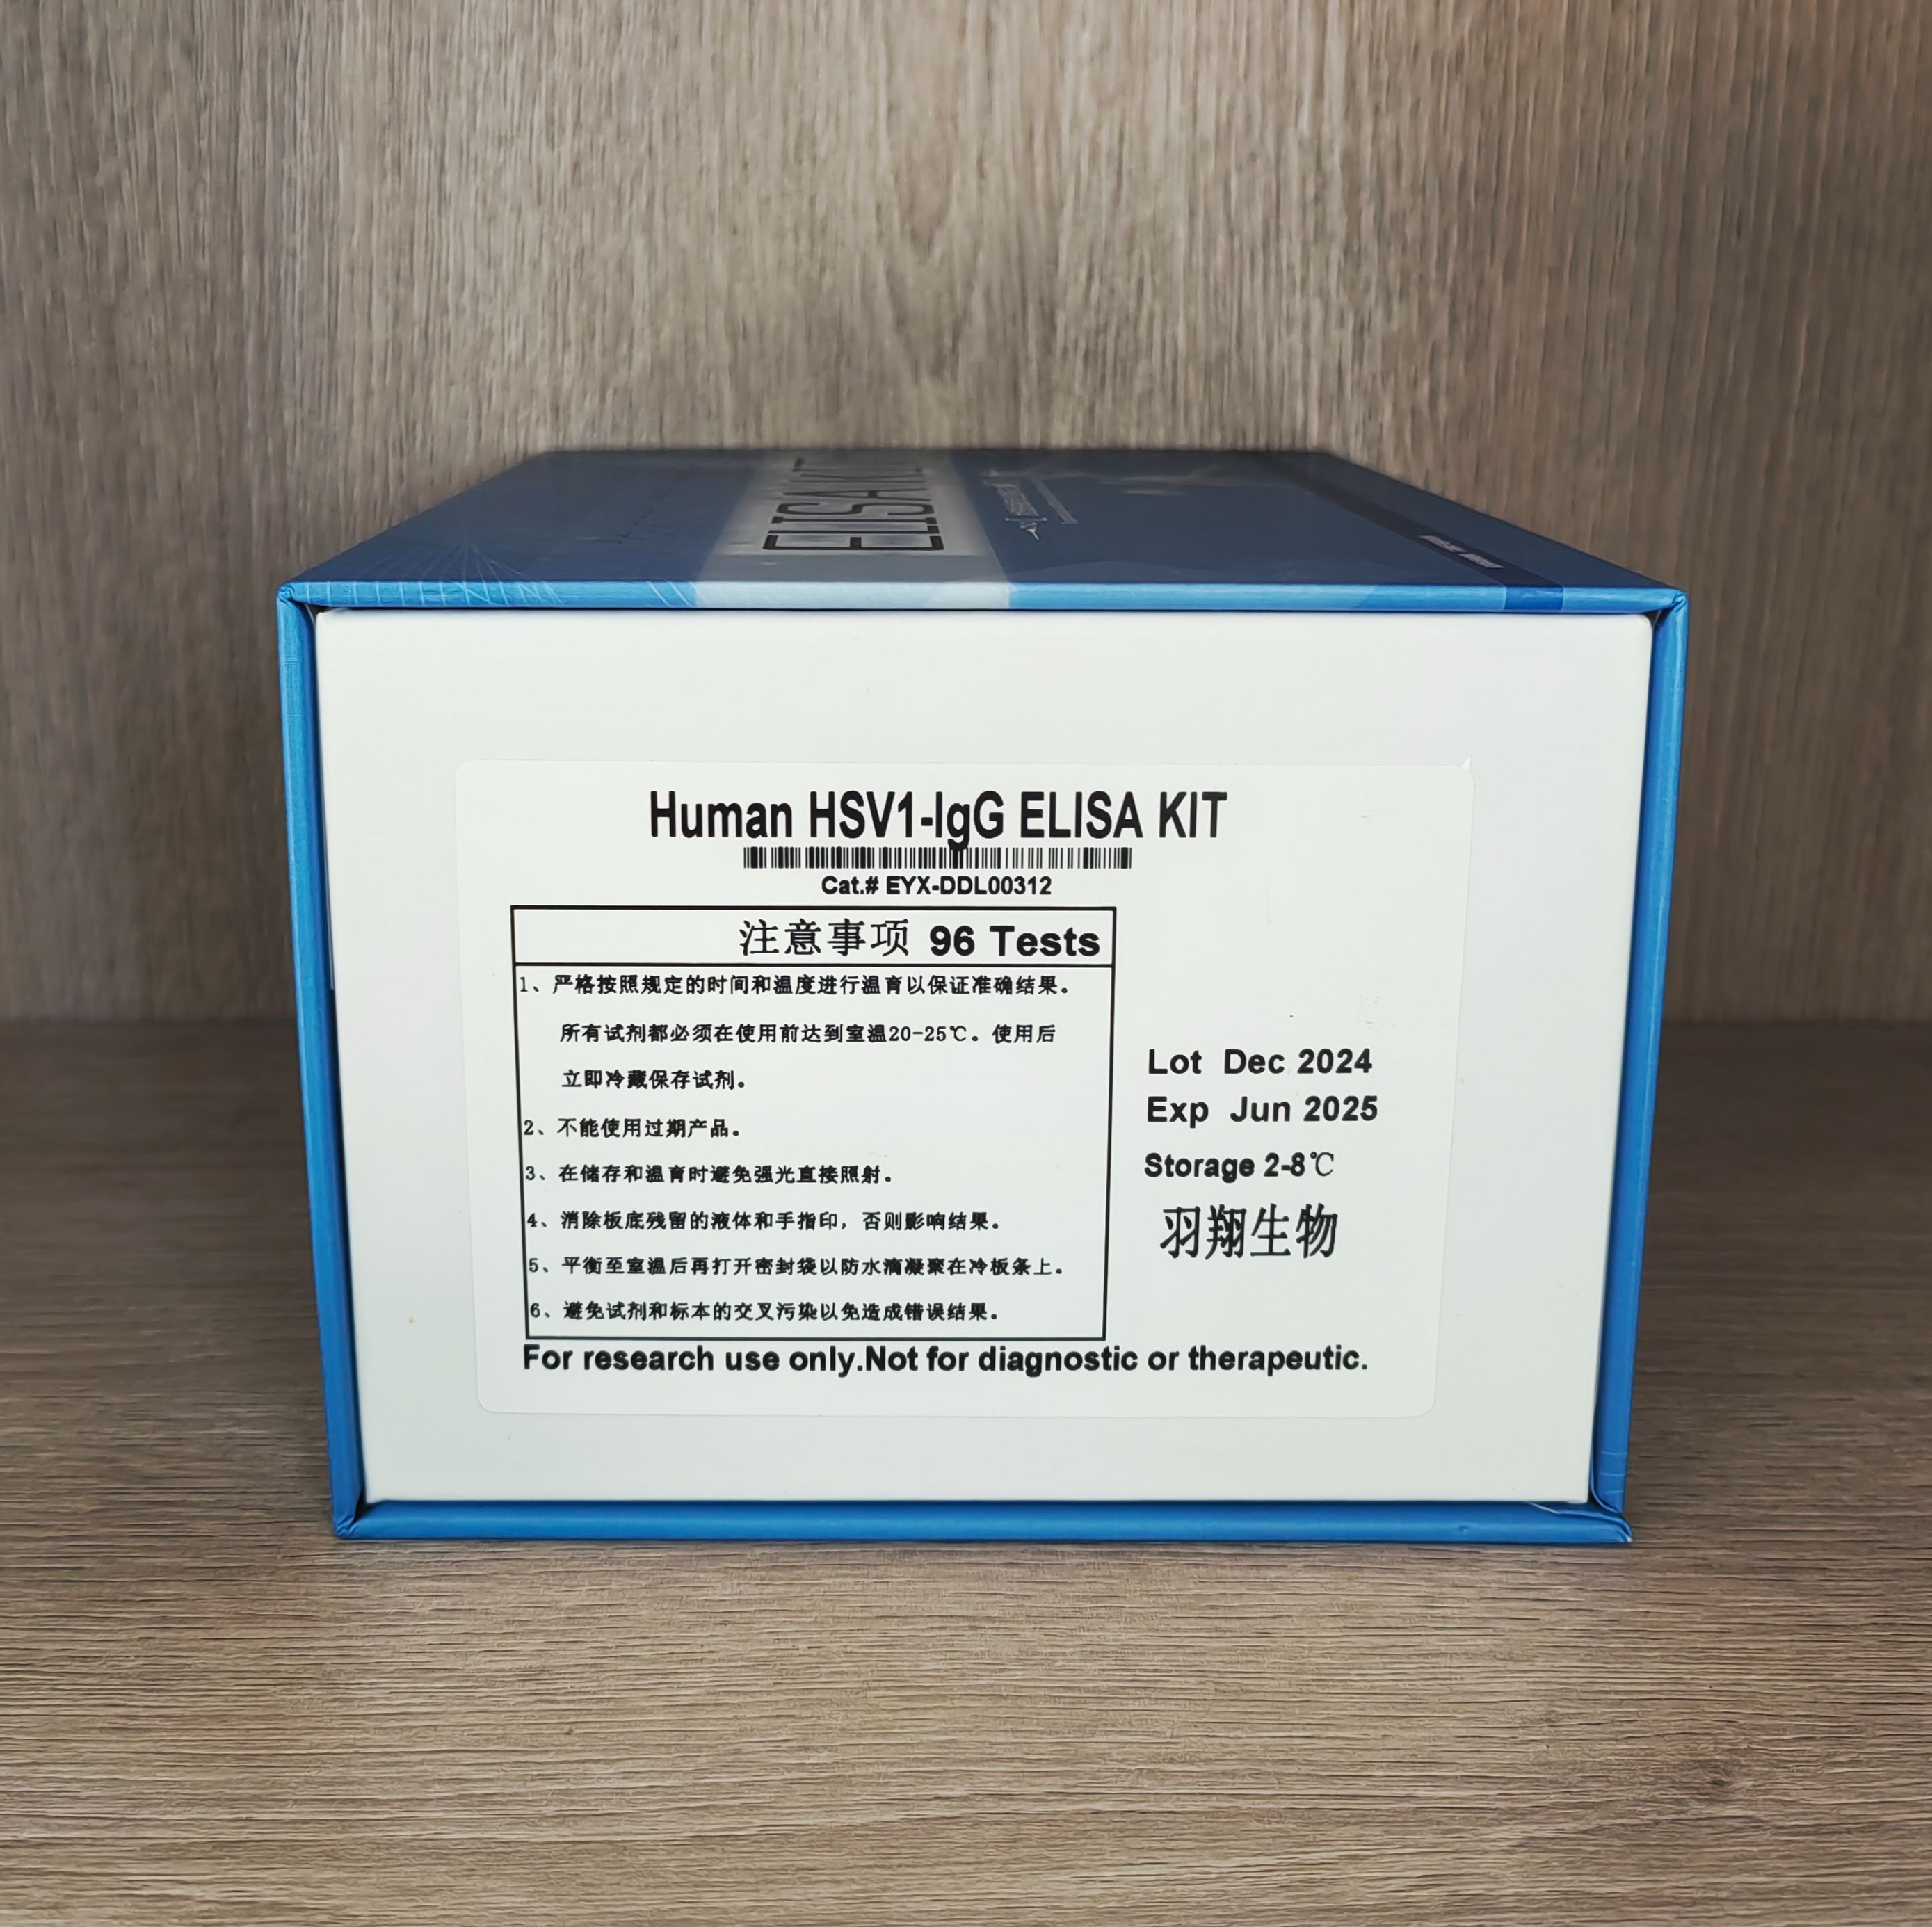 ELISA KIT
Human HSV1-IgG ELISA KIT
Cat.# EYX-DDL00312
注意事项 96 Tests
1、严格按照规定的时间和温度进行温育以保证准确结果。
所有试剂都必须在使用前达到室温20-25℃。使用后
立即冷藏保存试剂。
2、不能使用过期产品。
3、在储存和温育时避免强光直接照射。
4、消除板底残留的液体和手指印，否则影响结果。
5、平衡至室温后再打开密封袋以防水滴凝聚在冷板条上。
6、避免试剂和标本的交叉污染以免造成错误结果。
Lot Dec 2024
Exp Jun 2025
Storage 2-8℃
羽翔生物
For research use only.Not for diagnostic or therapeutic.